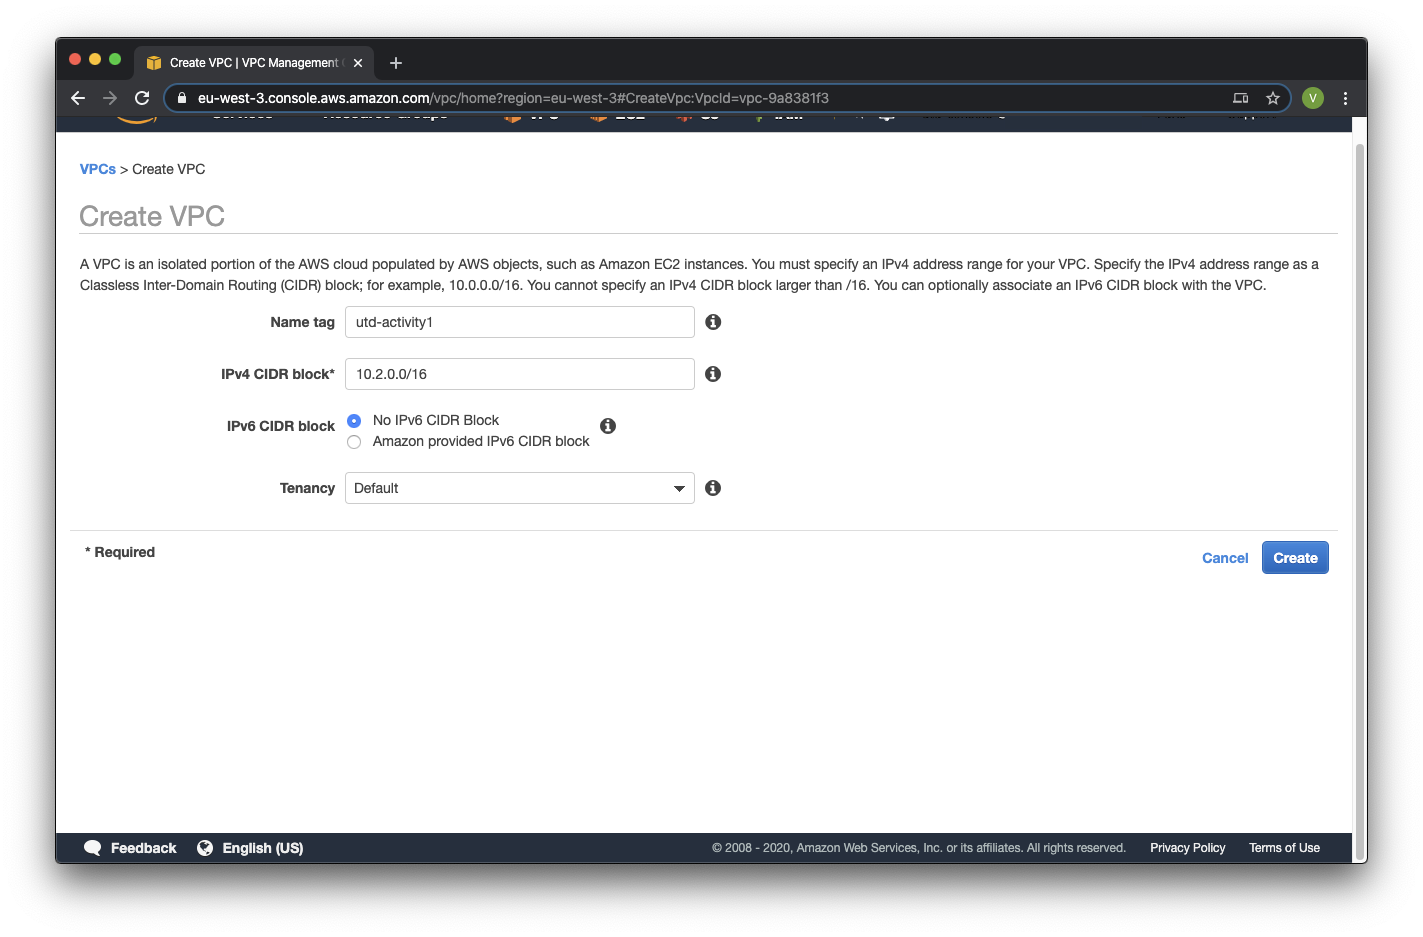 Create VPC | VPC Management
eu-west-3.console.aws.amazon.com/vpc/home?region=eu-west-3#CreateVpc:VpcId=vpc-9a8381f3
V
Services Resource Groups VPC EC2 S3 IAM
VPCs > Create VPC
Create VPC
A VPC is an isolated portion of the AWS cloud populated by AWS objects, such as Amazon EC2 instances. You must specify an IPv4 address range for your VPC. Specify the IPv4 address range as a
Classless Inter-Domain Routing (CIDR) block; for example, 10.0.0.0/16. You cannot specify an IPv4 CIDR block larger than /16. You can optionally associate an IPv6 CIDR block with the VPC.
Name tag utd-activity1
IPv4 CIDR block* 10.2.0.0/16
IPv6 CIDR block
No IPv6 CIDR Block
Amazon provided IPv6 CIDR block
Tenancy Default
* Required
Cancel Create
Feedback English (US) © 2008 - 2020, Amazon Web Services, Inc. or its affiliates. All rights reserved. Privacy Policy Terms of Use